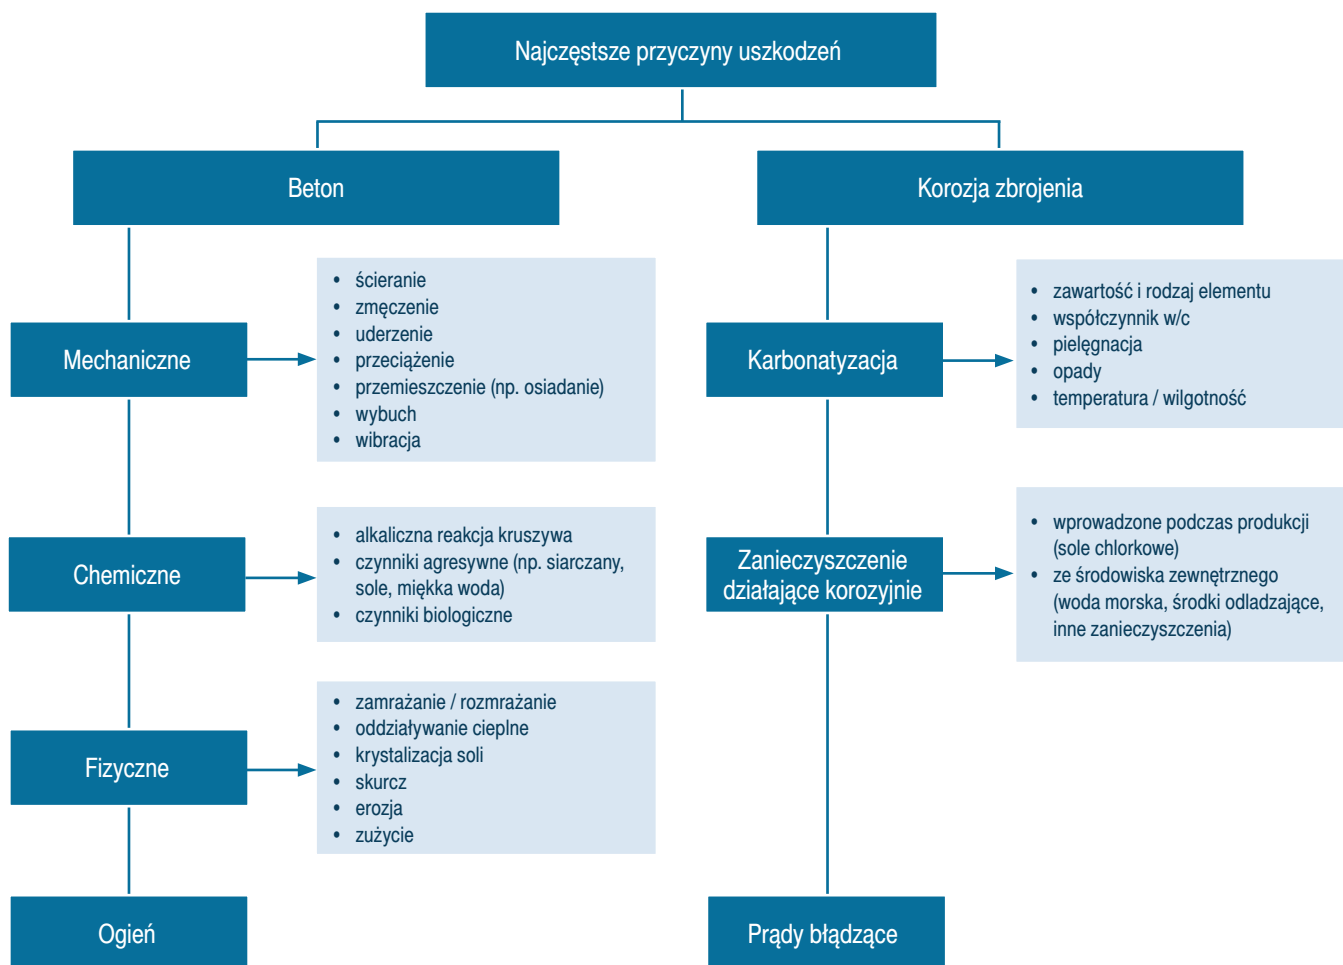 Najczęstsze przyczyny uszkodzeń
Beton
Korozja zbrojenia
Mechaniczne
• ścieranie
• zmęczenie
• uderzenie
• przeciążenie
• przemieszczenie (np. osiadanie)
• wybuch
• wibracja
Chemiczne
• alkaliczna reakcja kruszywa
• czynniki agresywne (np. siarczany,
sole, miękka woda)
• czynniki biologiczne
Fizyczne
• zamrażanie / rozmrażanie
• oddziaływanie cieplne
• krystalizacja soli
• skurcz
• erozja
• zużycie
Ogień
Karbonatyzacja
• zawartość i rodzaj elementu
• współczynnik w/c
• pielęgnacja
• opady
• temperatura / wilgotność
Zanieczyszczenie
działające korozyjnie
• wprowadzone podczas produkcji
(sole chlorkowe)
• ze środowiska zewnętrznego
(woda morska, środki odladzające,
inne zanieczyszczenia)
Prądy błądzące